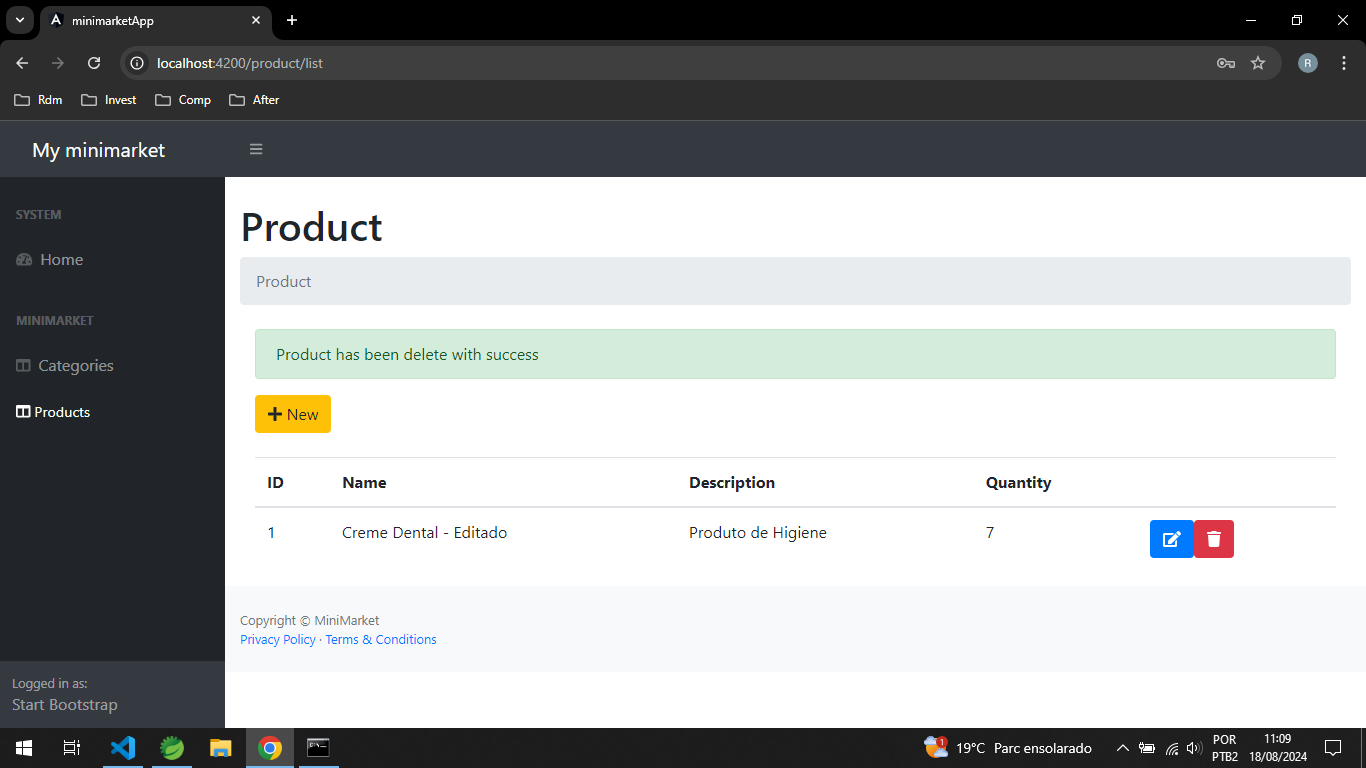 minimarketApp
localhost:4200/product/list
R
Rdm Invest Comp After
My minimarket
SYSTEM
Home
MINIMARKET
Categories
Products
Logged in as:
Start Bootstrap
Product
Product
Product has been delete with success
New
ID Name Description Quantity
1 Creme Dental - Editado Produto de Higiene 7
Copyright © MiniMarket
Privacy Policy · Terms & Conditions
1 19°C Parc ensolarado
POR
PTB2
11:09
18/08/2024